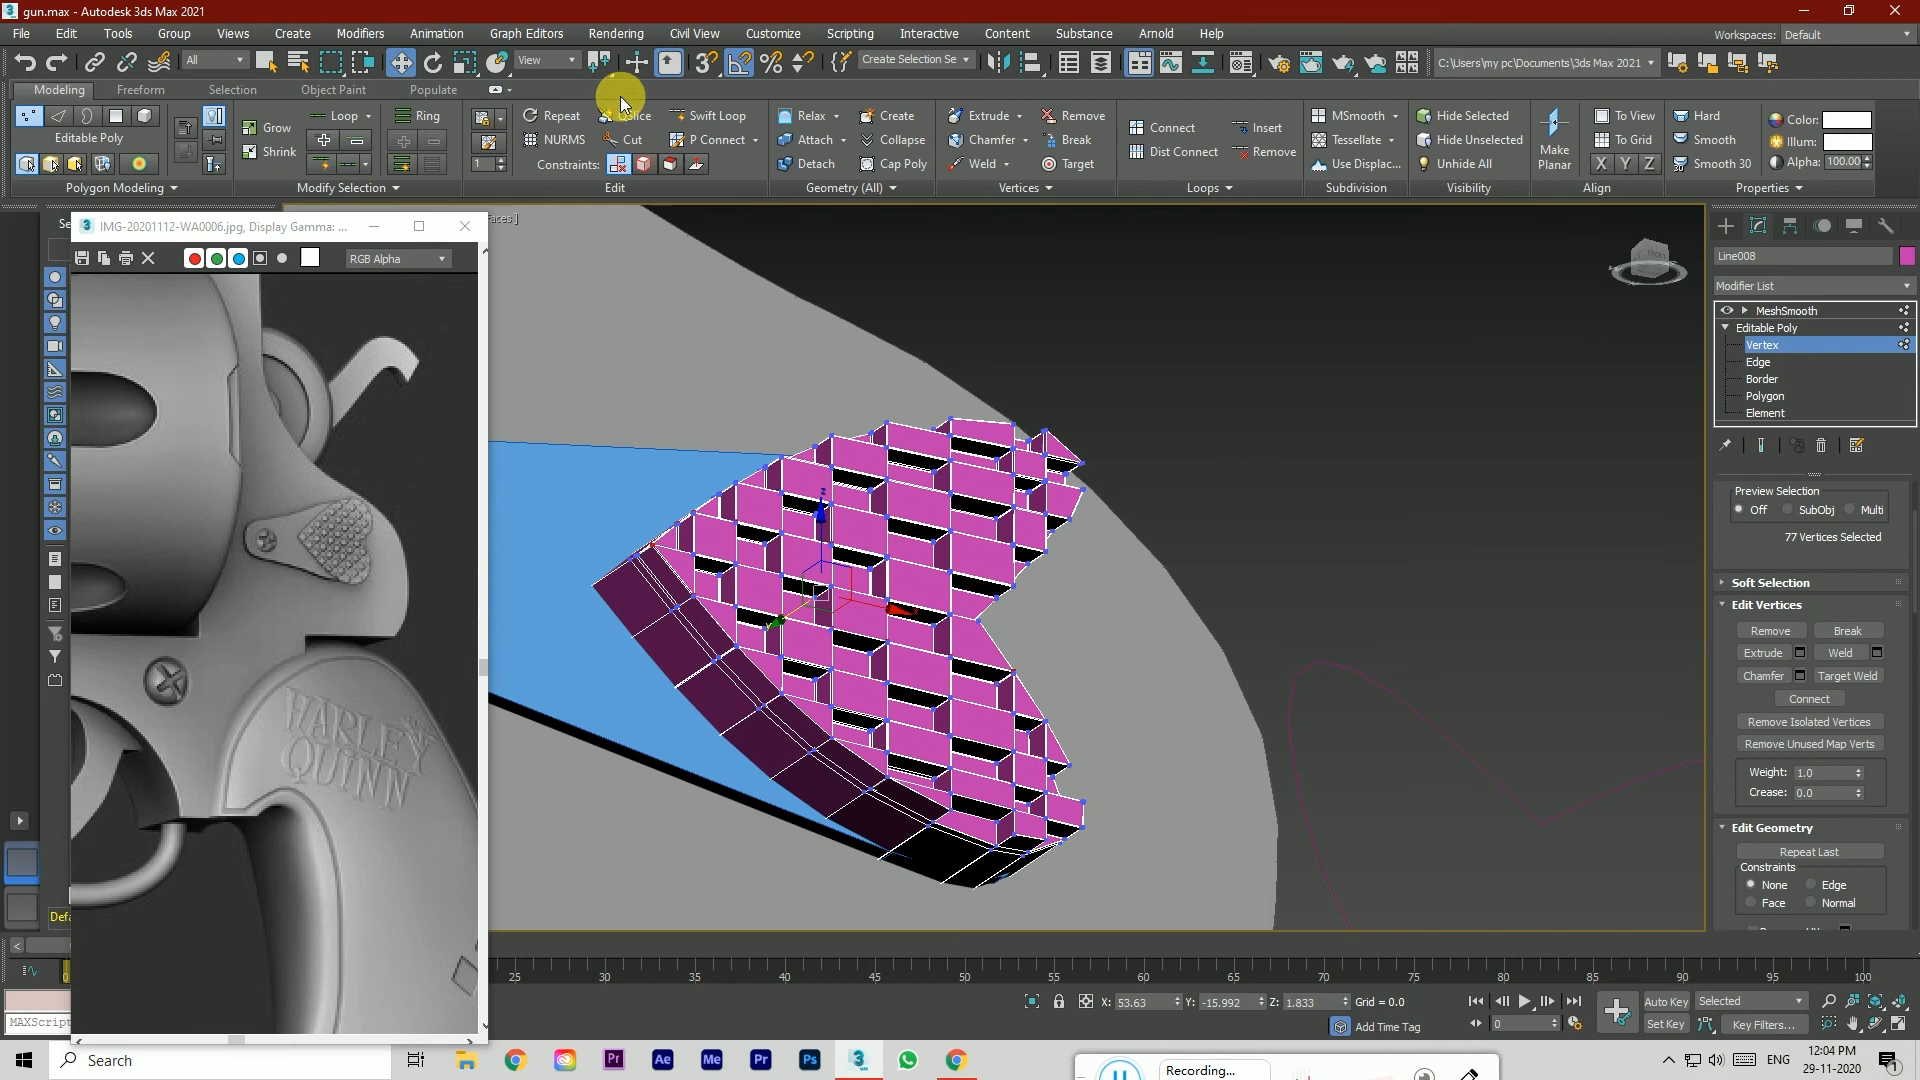 gun.max - Autodesk 3ds Max 2021
File Edit Tools Group Views Create Modifiers Animation Graph Editors Rendering Civil View Customize Scripting Interactive Content Substance Arnold Help
Workspaces: Default
All View Create Selection Se C:\Users\my pc\Documents\3ds Max 2021
Modeling Freeform Selection Object Paint Populate
Loop Ring Repeat Swift Loop Relax Create Extrude Remove MSmooth Hide Selected To View Hard Color:
Editable Poly Grow Connect Insert
Shrink NURMS Cut P Connect Attach Collapse Chamfer Break Dist Connect Remove Tessellate Hide Unselected Make Planar To Grid Smooth Illum:
1 Constraints: Detach Cap Poly Weld Target Use Displac... Unhide All X Y Z Smooth 30 Alpha: 100.00
Polygon Modeling Modify Selection Edit Geometry (All) Vertices Loops Subdivision Visibility Align Properties
IMG-20201112-WA0006.jpg, Display Gamma: ...
RGB Alpha
HARLEY
QUINN
FRONT
Line008
Modifier List
MeshSmooth
Editable Poly
Vertex
Edge
Border
Polygon
Element
Preview Selection
Off SubObj Multi
77 Vertices Selected
Soft Selection
Edit Vertices
Remove Break
Extrude Weld
Chamfer Target Weld
Connect
Remove Isolated Vertices
Remove Unused Map Verts
Weight: 1.0
Crease: 0.0
Edit Geometry
Repeat Last
Constraints
None Edge
Face Normal
25 30 35 40 45 50 55 60 65 70 75 80 85 90 95 100
X: 53.63 Y: -15.992 Z: 1.833 Grid = 0.0
Auto Key Selected
MAXScript
Add Time Tag
0 Set Key Key Filters...
Search
Recording...
ENG
12:04 PM
29-11-2020